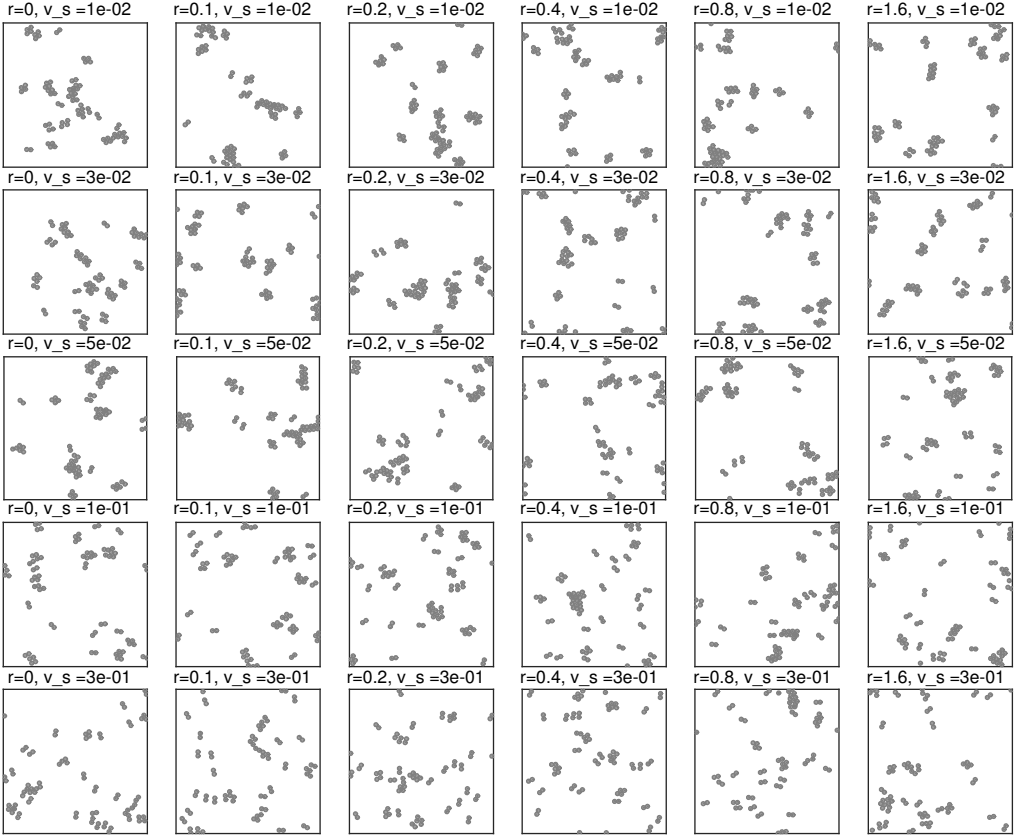 r=0, v_s =1e-02 r=0.1, v_s =1e-02 r=0.2, v_s =1e-02 r=0.4, v_s =1e-02 r=0.8, v_s =1e-02 r=1.6, v_s =1e-02
r=0, v_s =3e-02 r=0.1, v_s =3e-02 r=0.2, v_s =3e-02 r=0.4, v_s =3e-02 r=0.8, v_s =3e-02 r=1.6, v_s =3e-02
r=0, v_s =5e-02 r=0.1, v_s =5e-02 r=0.2, v_s =5e-02 r=0.4, v_s =5e-02 r=0.8, v_s =5e-02 r=1.6, v_s =5e-02
r=0, v_s =1e-01 r=0.1, v_s =1e-01 r=0.2, v_s =1e-01 r=0.4, v_s =1e-01 r=0.8, v_s =1e-01 r=1.6, v_s =1e-01
r=0, v_s =3e-01 r=0.1, v_s =3e-01 r=0.2, v_s =3e-01 r=0.4, v_s =3e-01 r=0.8, v_s =3e-01 r=1.6, v_s =3e-01